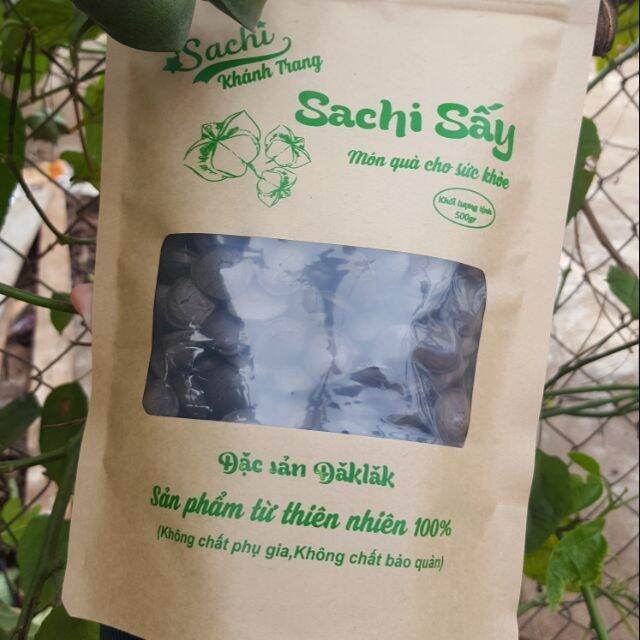 Sachi
Khánh Trang
Sachi Sấy
Món quà cho sức khỏe
Khối lượng tịnh
500gr
Đặc sản Đăklăk
Sản phẩm từ thiên nhiên 100%
(Không chất phụ gia,Không chất bảo quản)